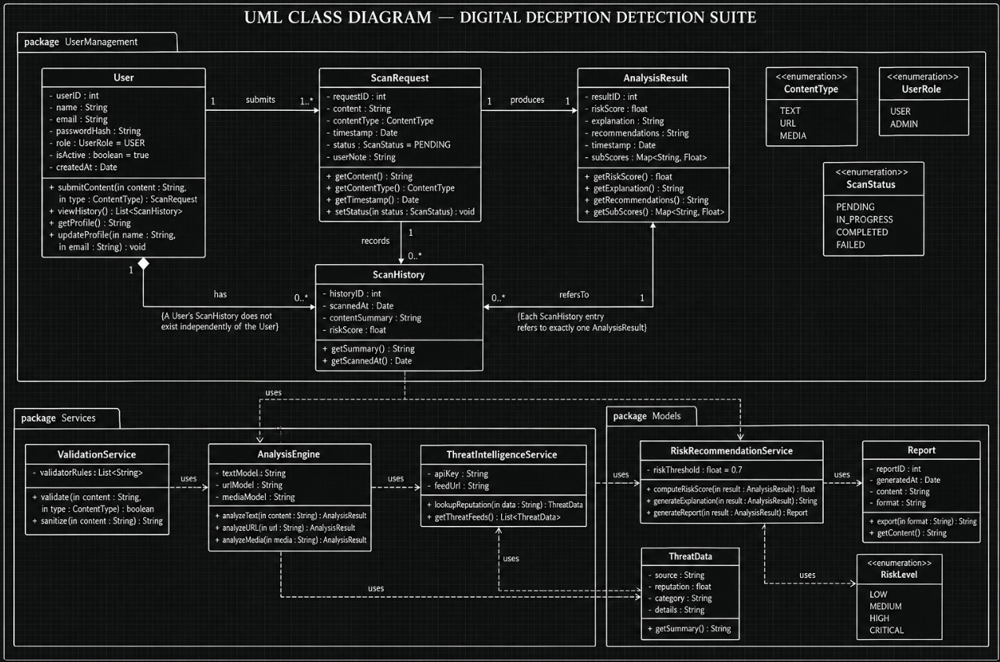 UML CLASS DIAGRAM — DIGITAL DECEPTION DETECTION SUITE
package UserManagement
User
- userID : int
- name : String
- email : String
- passwordHash : String
- role : UserRole = USER
- isActive : boolean = true
- createdAt : Date
+ submitContent(in content : String,
in type : ContentType) : ScanRequest
+ viewHistory() : List<ScanHistory>
+ getProfile() : String
+ updateProfile(in name : String,
in email : String) : void
1 submits 1..*
ScanRequest
- requestID : int
- content : String
- contentType : ContentType
- timestamp : Date
- status : ScanStatus = PENDING
- userNote : String
+ getContent() : String
+ getContentType() : ContentType
+ getTimestamp() : Date
+ setStatus(in status : ScanStatus) : void
1 produces 1
AnalysisResult
- resultID : int
- riskScore : float
- explanation : String
- recommendations : String
- timestamp : Date
- subScores : Map<String, Float>
+ getRiskScore() : float
+ getExplanation() : String
+ getRecommendations() : String
+ getSubScores() : Map<String, Float>
<<enumeration>>
ContentType
TEXT
URL
MEDIA
<<enumeration>>
UserRole
USER
ADMIN
<<enumeration>>
ScanStatus
PENDING
IN_PROGRESS
COMPLETED
FAILED
1
records
0..*
1
has
0..*
{A User's ScanHistory does not
exist independently of the User}
ScanHistory
- historyID : int
- scannedAt : Date
- contentSummary : String
- riskScore : float
+ getSummary() : String
+ getScannedAt() : Date
0..* refersTo 1
{Each ScanHistory entry
refers to exactly one AnalysisResult}
uses
package Services
ValidationService
- validatorRules : List<String>
+ validate(in content : String,
in type : ContentType) : boolean
+ sanitize(in content : String) : String
uses
AnalysisEngine
- textModel : String
- urlModel : String
- mediaModel : String
+ analyzeText(in content : String) : AnalysisResult
+ analyzeURL(in url : String) : AnalysisResult
+ analyzeMedia(in media : String) : AnalysisResult
uses
ThreatIntelligenceService
- apiKey : String
- feedUrl : String
+ lookupReputation(in data : String) : ThreatData
+ getThreatFeeds() : List<ThreatData>
uses
uses
uses
package Models
RiskRecommendationService
- riskThreshold : float = 0.7
+ computeRiskScore(in result : AnalysisResult) : float
+ generateExplanation(in result : AnalysisResult) : String
+ generateReport(in result : AnalysisResult) : Report
uses
Report
- reportID : int
- generatedAt : Date
- content : String
- format : String
+ export(in format : String) : String
+ getContent() : String
ThreatData
- source : String
- reputation : float
- category : String
- details : String
+ getSummary() : String
uses
<<enumeration>>
RiskLevel
LOW
MEDIUM
HIGH
CRITICAL